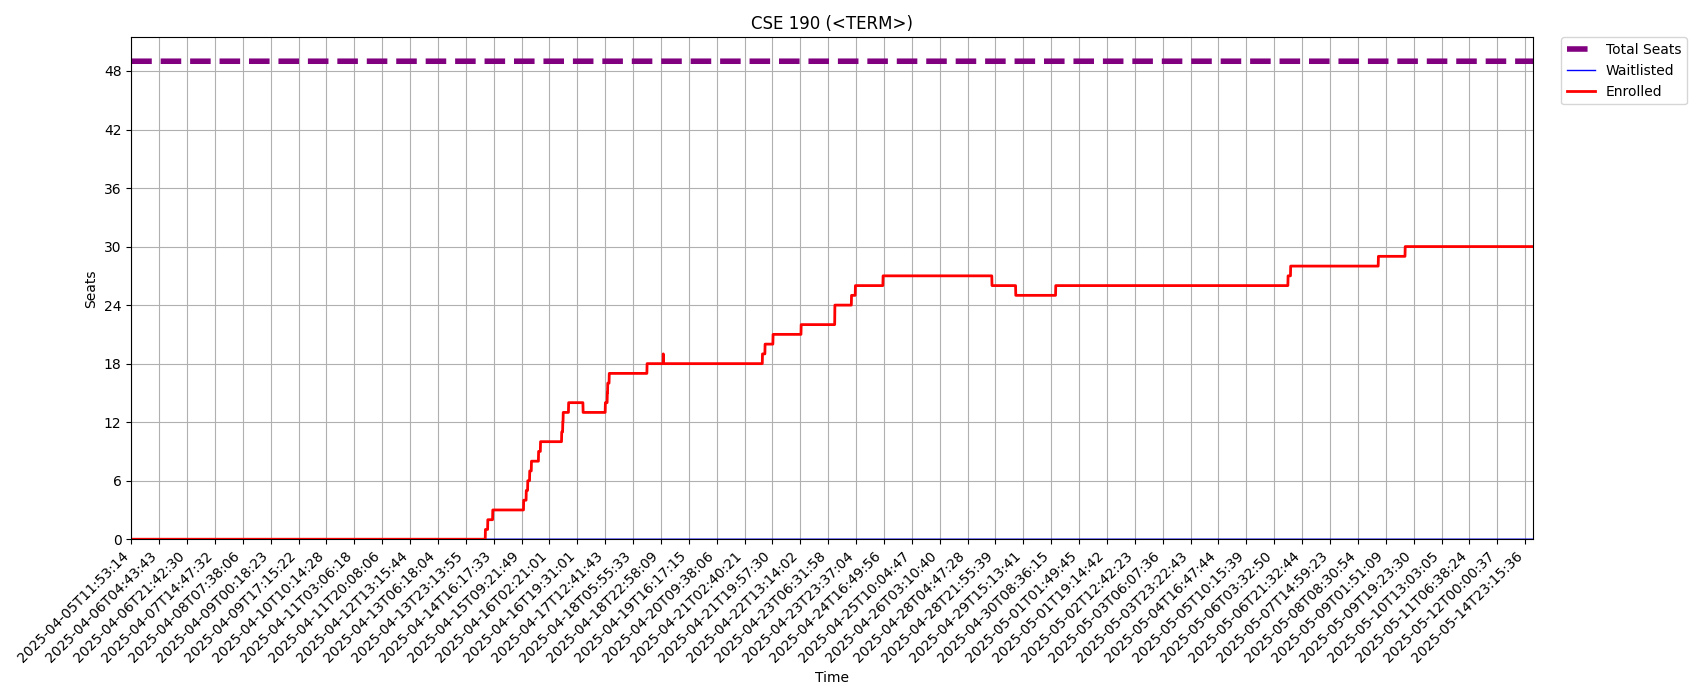 CSE 190 (<TERM>)
Total Seats
Waitlisted
Enrolled
48
42
36
30
24
18
12
6
0
Seats
2025-04-05T11:53:14
2025-04-06T04:43:43
2025-04-06T21:42:30
2025-04-07T14:47:32
2025-04-08T07:38:06
2025-04-09T00:18:23
2025-04-09T17:15:22
2025-04-10T10:14:28
2025-04-11T03:06:18
2025-04-11T20:08:06
2025-04-12T13:15:44
2025-04-13T06:18:04
2025-04-13T23:13:55
2025-04-14T16:17:33
2025-04-15T09:21:49
2025-04-16T02:21:01
2025-04-16T19:31:01
2025-04-17T12:41:43
2025-04-18T05:55:33
2025-04-18T22:58:09
2025-04-19T16:17:15
2025-04-20T09:38:06
2025-04-21T02:40:21
2025-04-21T19:57:30
2025-04-22T13:14:02
2025-04-23T06:31:58
2025-04-23T23:37:04
2025-04-24T16:49:56
2025-04-25T10:04:47
2025-04-26T03:10:40
2025-04-28T04:47:28
2025-04-28T21:55:39
2025-04-29T15:13:41
2025-04-30T08:36:15
2025-05-01T01:49:45
2025-05-01T19:14:42
2025-05-02T12:42:23
2025-05-03T06:07:36
2025-05-03T23:22:43
2025-05-04T16:47:44
2025-05-05T10:15:39
2025-05-06T03:32:50
2025-05-06T21:32:44
2025-05-07T14:59:23
2025-05-08T08:30:54
2025-05-09T01:51:09
2025-05-09T19:23:30
2025-05-10T13:03:05
2025-05-11T06:38:24
2025-05-12T00:00:37
2025-05-14T23:15:36
Time